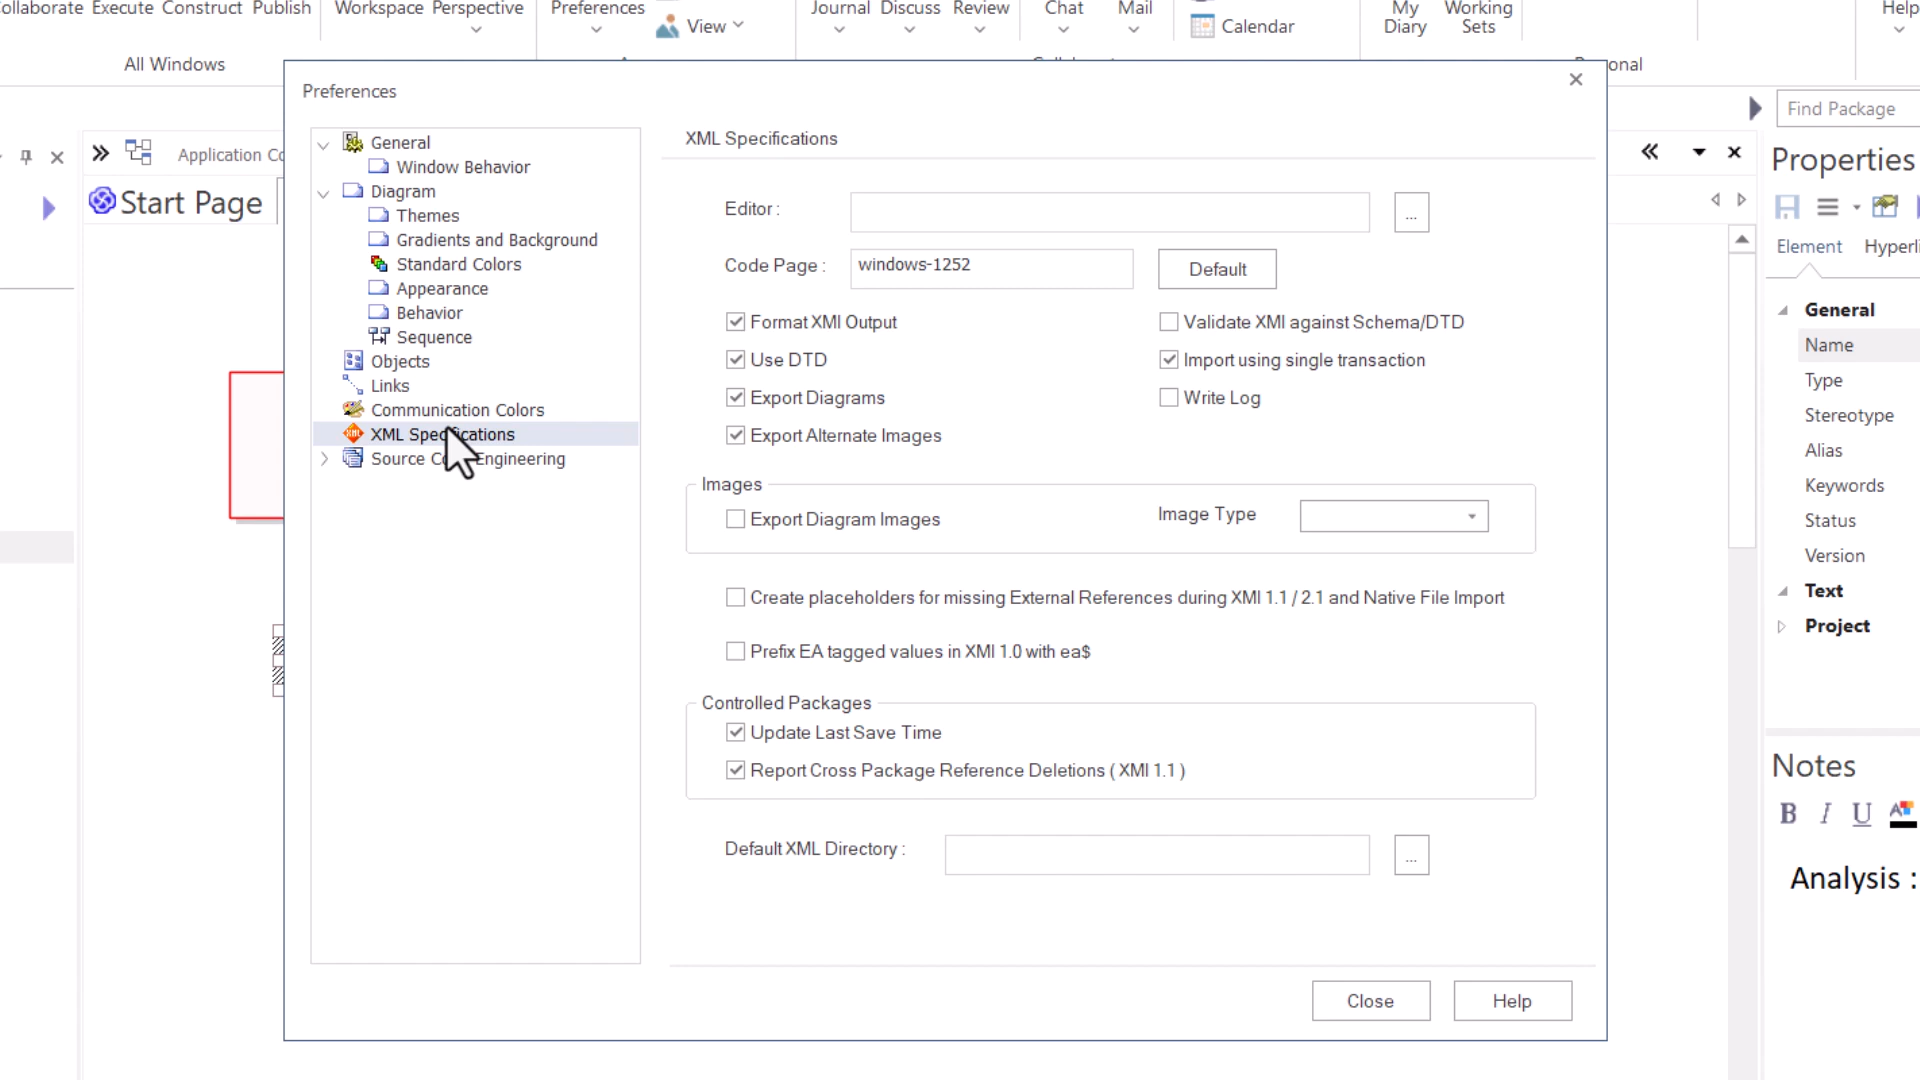 Collaborate Execute Construct Publish
Workspace Perspective
Preferences
View
Journal Discuss Review
Chat
Mail
Calendar
My Diary
Working Sets
Help
All Windows
Preferences
General
Window Behavior
Diagram
Themes
Gradients and Background
Standard Colors
Appearance
Behavior
Sequence
Objects
Links
Communication Colors
XML Specifications
Engineering
XML Specifications
Editor :
...
Code Page : windows-1252
Default
Format XMI Output
Validate XMI against Schema/DTD
Use DTD
Import using single transaction
Export Diagrams
Write Log
Export Alternate Images
Images
Export Diagram Images
Image Type
Create placeholders for missing External References during XMI 1.1 / 2.1 and Native File Import
Prefix EA tagged values in XMI 1.0 with ea$
Controlled Packages
Update Last Save Time
Report Cross Package Reference Deletions ( XMI 1.1 )
Default XML Directory :
...
Close
Help
Start Page
Find Package
Properties
Element
General
Name
Type
Stereotype
Alias
Keywords
Status
Version
Text
Project
Notes
B I U A
Analysis :